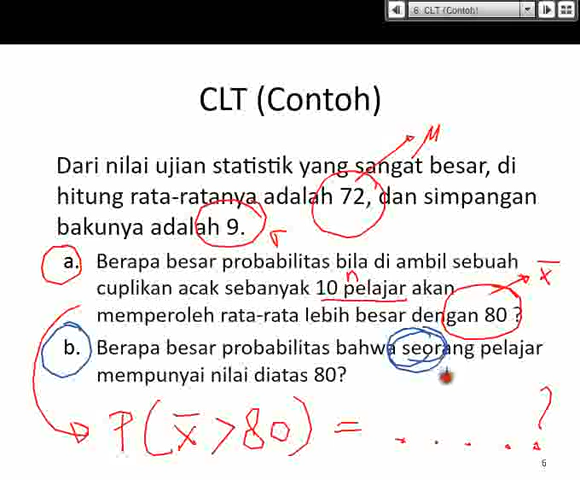 6 CLT (Contoh)
CLT (Contoh)
μ
Dari nilai ujian statistik yang sangat besar, di
hitung rata-ratanya adalah 72, dan simpangan
bakunya adalah 9.
σ
a. Berapa besar probabilitas bila di ambil sebuah
x̅
n
cuplikan acak sebanyak 10 pelajar akan
memperoleh rata-rata lebih besar dengan 80 ?
b. Berapa besar probabilitas bahwa seorang pelajar
mempunyai nilai diatas 80?
P(x̅ > 80) = . . . . . ?
6